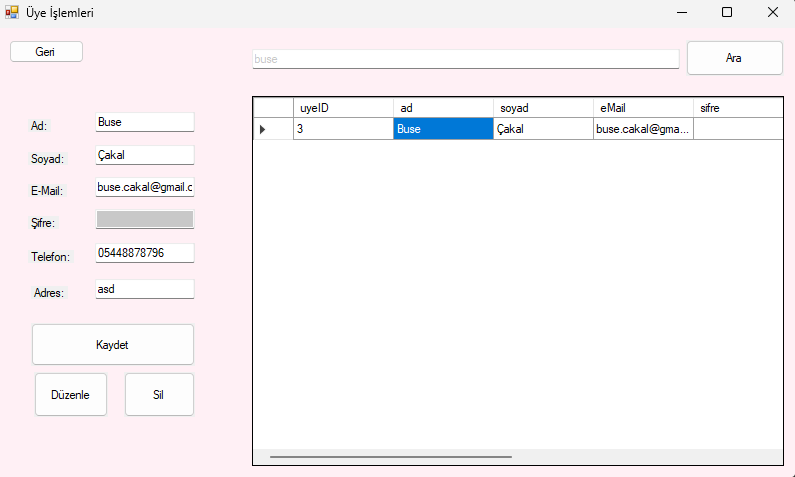 Üye İşlemleri
Geri
buse
Ara
uyeID ad soyad eMail sifre
3 Buse Çakal buse.cakal@gma...
Ad: Buse
Soyad: Çakal
E-Mail: buse.cakal@gmail.c
Şifre:
Telefon: 05448878796
Adres: asd
Kaydet
Düzenle Sil